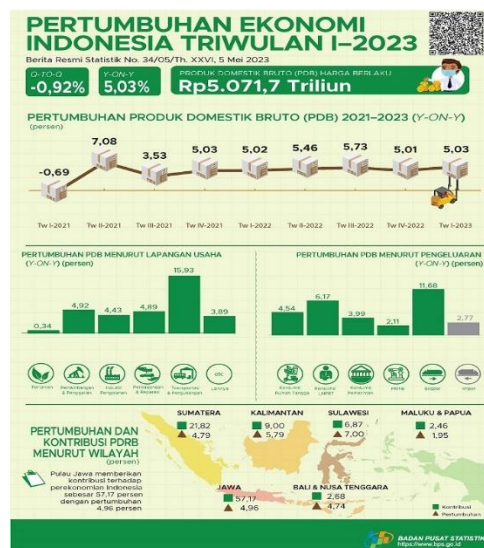 PERTUMBUHAN EKONOMI
INDONESIA TRIWULAN I-2023
Berita Resmi Statistik No. 34/05/Th. XXVI, 5 Mei 2023
Q-TO-Q
-0,92%
Y-ON-Y
5,03%
PRODUK DOMESTIK BRUTO (PDB) HARGA BERLAKU
Rp5.071,7 Triliun
PERTUMBUHAN PRODUK DOMESTIK BRUTO (PDB) 2021-2023 (Y-ON-Y)
(persen)
-0,69 7,08 3,53 5,03 5,02 5,46 5,73 5,01 5,03
Tw I-2021 Tw II-2021 Tw III-2021 Tw IV-2021 Tw I-2022 Tw II-2022 Tw III-2022 Tw IV-2022 Tw I-2023
PERTUMBUHAN PDB MENURUT LAPANGAN USAHA
(Y-ON-Y) (persen)
0,34 4,92 4,43 4,89 15,93 3,89
Pertanian
Pertambangan
& Penggalian
Industri
Pengolahan
Perdagangan
& Reparasi
Transportasi
& Pergudangan
Lainnya
PERTUMBUHAN PDB MENURUT PENGELUARAN
(Y-ON-Y) (persen)
4,54 6,17 3,99 2,11 11,68 2,77
Konsumsi
Rumah Tangga
Konsumsi
LNPRT
Konsumsi
Pemerintah
PMTB
Ekspor
Impor
PERTUMBUHAN DAN
KONTRIBUSI PDRB
MENURUT WILAYAH
(persen)
Pulau Jawa memberikan
kontribusi terhadap
perekonomian Indonesia
sebesar 57,17 persen
dengan pertumbuhan
4,96 persen
SUMATERA
21,82
4,79
KALIMANTAN
9,00
5,79
SULAWESI
6,87
7,00
MALUKU & PAPUA
2,46
1,95
JAWA
57,17
4,96
BALI & NUSA TENGGARA
2,68
4,74
Kontribusi
Pertumbuhan
BADAN PUSAT STATISTIK
https://www.bps.go.id